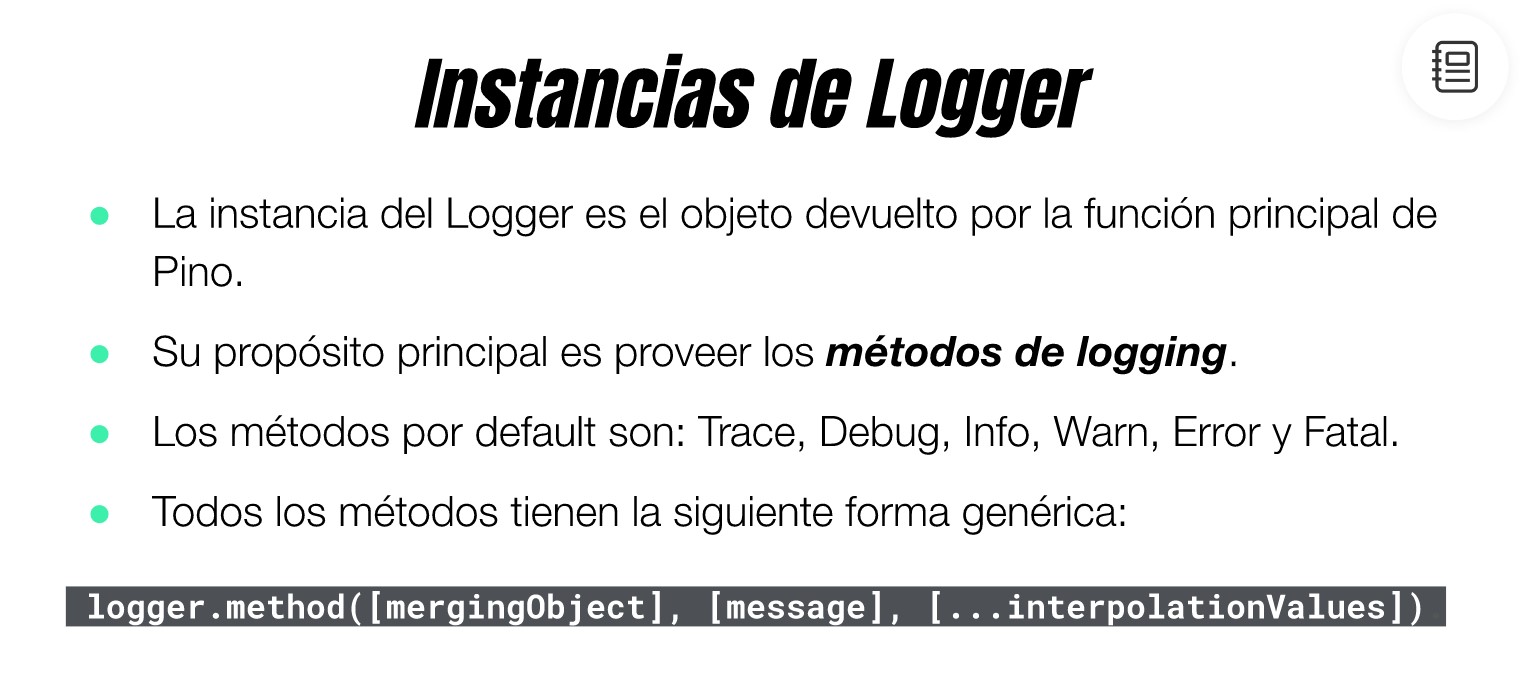 Instancias de Logger
La instancia del Logger es el objeto devuelto por la función principal de
Pino.
Su propósito principal es proveer los métodos de logging.
Los métodos por default son: Trace, Debug, Info, Warn, Error y Fatal.
Todos los métodos tienen la siguiente forma genérica:
logger.method([mergingObject], [message], [...interpolationValues])